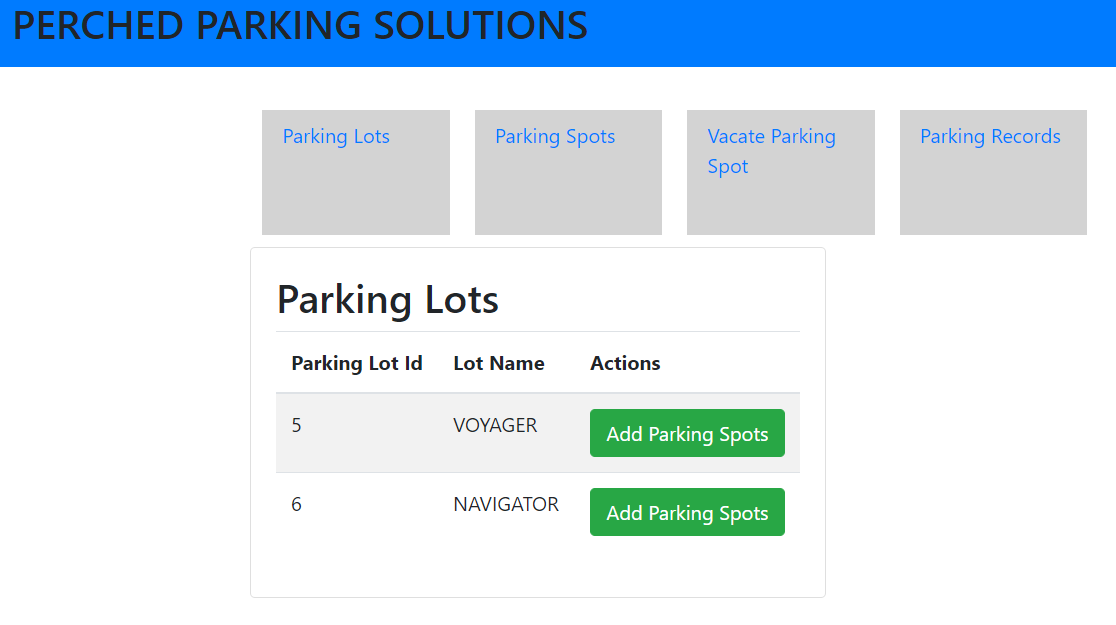 PERCHED PARKING SOLUTIONS
Parking Lots
Parking Spots
Vacate Parking
Spot
Parking Records
Parking Lots
Parking Lot Id Lot Name Actions
5 VOYAGER Add Parking Spots
6 NAVIGATOR Add Parking Spots